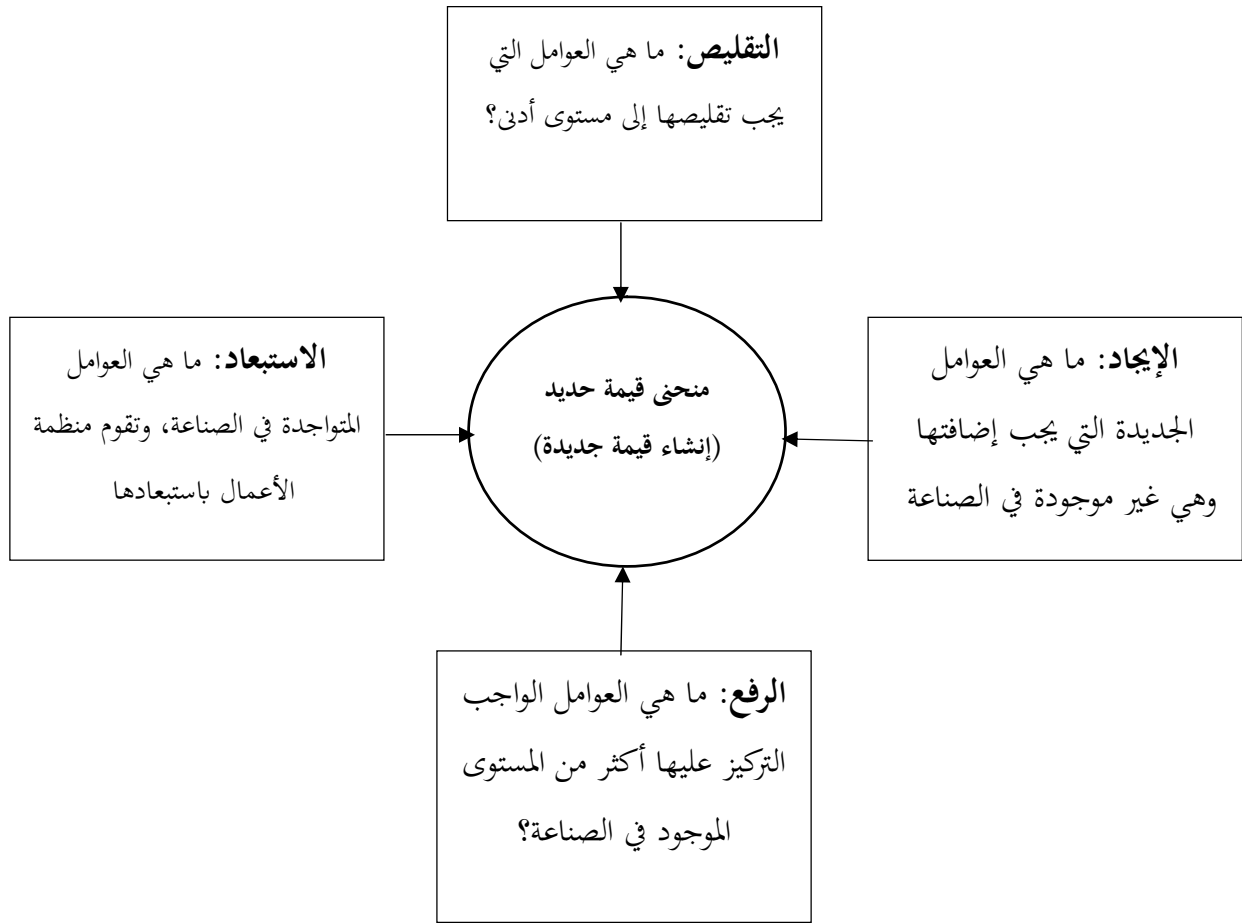 التقليص: ما هي العوامل التي
يجب تقليصها إلى مستوى أدنى؟
الإيجاد: ما هي العوامل
الجديدة التي يجب إضافتها
وهي غير موجودة في الصناعة
منحنى قيمة حديد
(إنشاء قيمة جديدة)
الاستبعاد: ما هي العوامل
المتواجدة في الصناعة، وتقوم منظمة
الأعمال باستبعادها
الرفع: ما هي العوامل الواجب
التركيز عليها أكثر من المستوى
الموجود في الصناعة؟